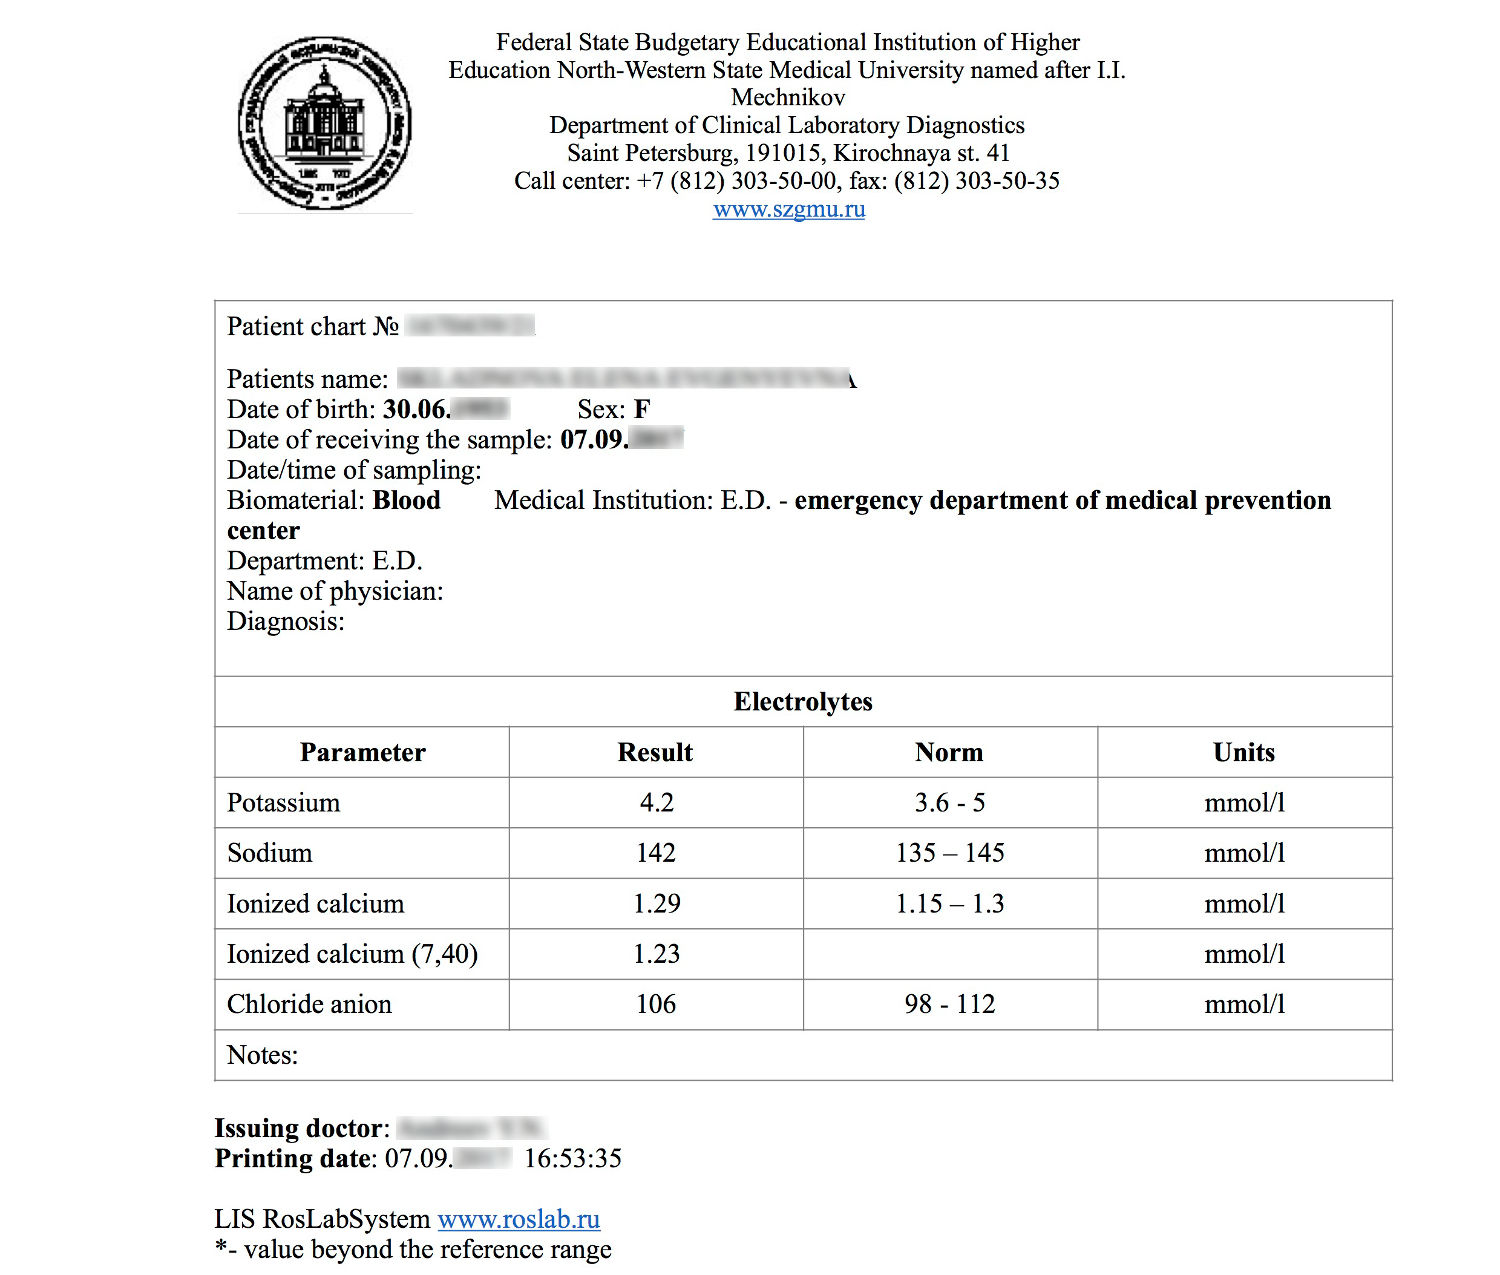 Federal State Budgetary Educational Institution of Higher
Education North-Western State Medical University named after I.I.
Mechnikov
Department of Clinical Laboratory Diagnostics
Saint Petersburg, 191015, Kirochnaya st. 41
Call center: +7 (812) 303-50-00, fax: (812) 303-50-35
www.szgmu.ru
Patient chart №
Patients name:
Date of birth: 30.06. Sex: F
Date of receiving the sample: 07.09.
Date/time of sampling:
Biomaterial: Blood Medical Institution: E.D. - emergency department of medical prevention
center
Department: E.D.
Name of physician:
Diagnosis:
Electrolytes
Parameter Result Norm Units
Potassium 4.2 3.6 - 5 mmol/l
Sodium 142 135 – 145 mmol/l
Ionized calcium 1.29 1.15 – 1.3 mmol/l
Ionized calcium (7,40) 1.23 mmol/l
Chloride anion 106 98 - 112 mmol/l
Notes:
Issuing doctor:
Printing date: 07.09. 16:53:35
LIS RosLabSystem www.roslab.ru
*- value beyond the reference range